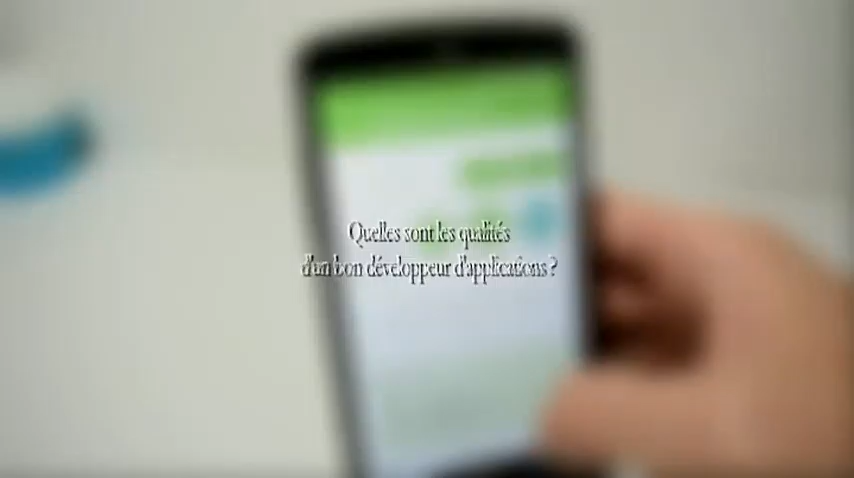 Quelles sont les qualités
d'un bon développeur d'applications ?